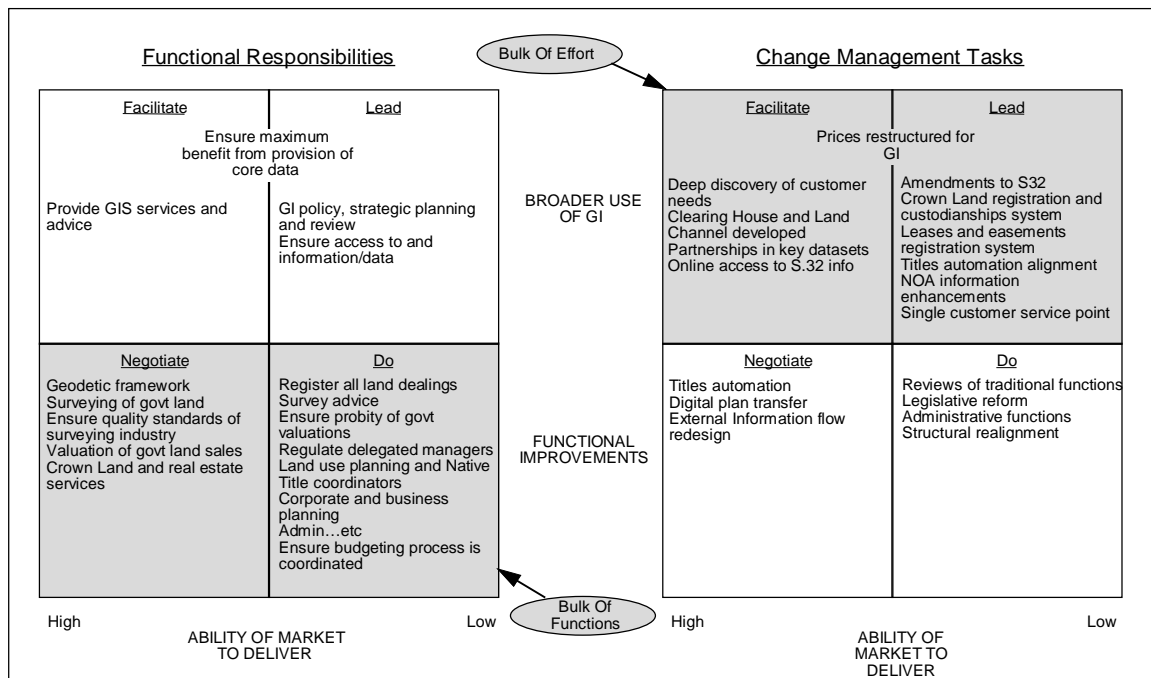 Functional Responsibilities
Bulk Of Effort
Change Management Tasks
Facilitate
Lead
Ensure maximum
benefit from provision of
core data
Provide GIS services and
advice
GI policy, strategic planning
and review
Ensure access to and
information/data
BROADER USE
OF GI
Facilitate
Lead
Prices restructured for
GI
Deep discovery of customer
needs
Clearing House and Land
Channel developed
Partnerships in key datasets
Online access to S.32 info
Amendments to S32
Crown Land registration and
custodianships system
Leases and easements
registration system
Titles automation alignment
NOA information
enhancements
Single customer service point
Negotiate
Geodetic framework
Surveying of govt land
Ensure quality standards of
surveying industry
Valuation of govt land sales
Crown Land and real estate
services
Do
Register all land dealings
Survey advice
Ensure probity of govt
valuations
Regulate delegated managers
Land use planning and Native
Title coordinators
Corporate and business
planning
Admin…etc
Ensure budgeting process is
coordinated
FUNCTIONAL
IMPROVEMENTS
Negotiate
Titles automation
Digital plan transfer
External Information flow
redesign
Do
Reviews of traditional functions
Legislative reform
Administrative functions
Structural realignment
High
Low
ABILITY OF MARKET
TO DELIVER
Bulk Of
Functions
High
Low
ABILITY OF
MARKET TO
DELIVER